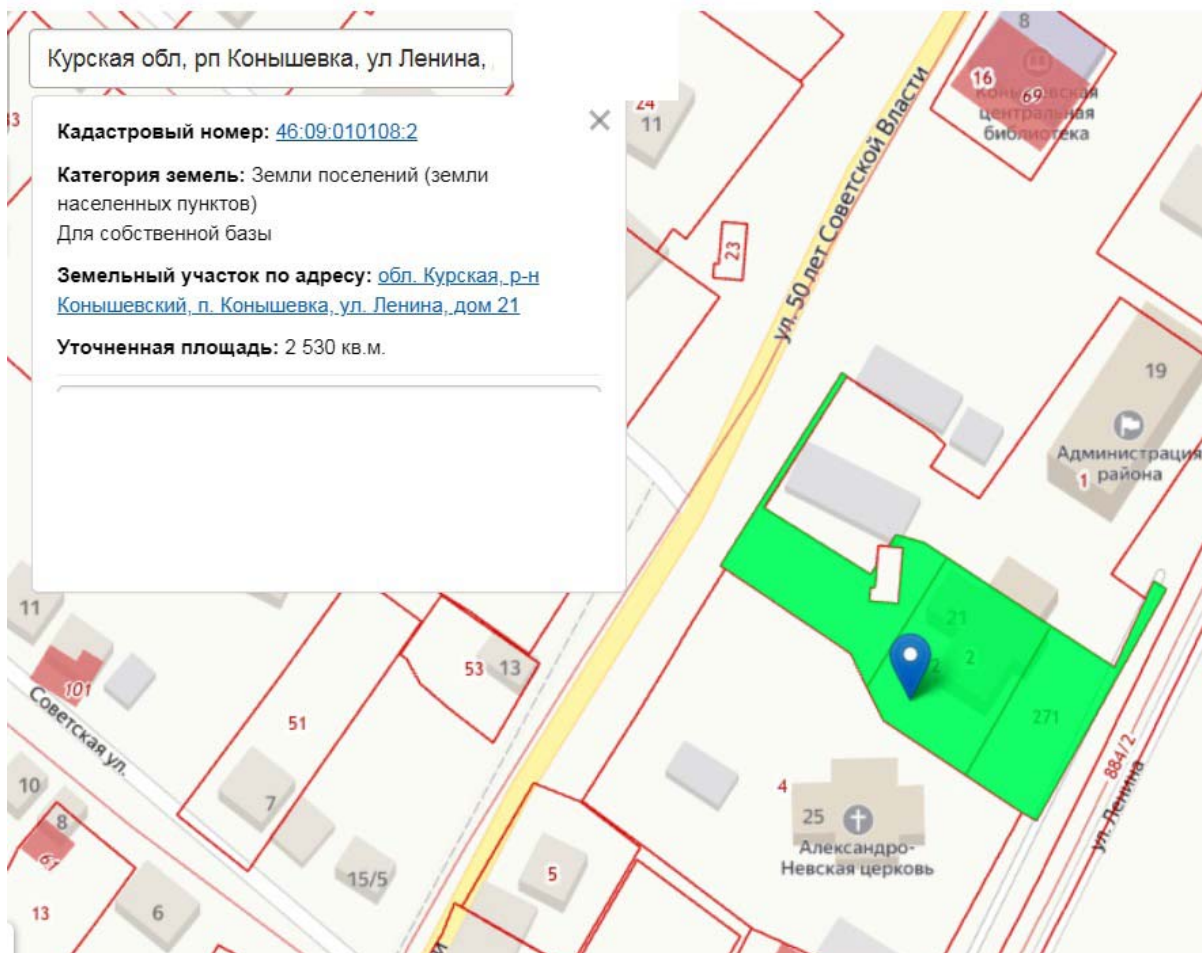 Курская обл, рп Конышевка, ул Ленина,
Кадастровый номер: 46:09:010108:2
Категория земель: Земли поселений (земли
населенных пунктов)
Для собственной базы
Земельный участок по адресу: обл. Курская, р-н
Конышевский, п. Конышевка, ул. Ленина, дом 21
Уточненная площадь: 2 530 кв.м.
8
16
69
Конышевская
центральная
библиотека
24
11
23
ул. 50 лет Советской Власти
19
Администрация
района
1
21
2
2
271
884/2
ул. Ленина
4
25
Александро-
Невская церковь
11
101
Советская ул.
53
13
51
10
8
61
7
15/5
13
6
5